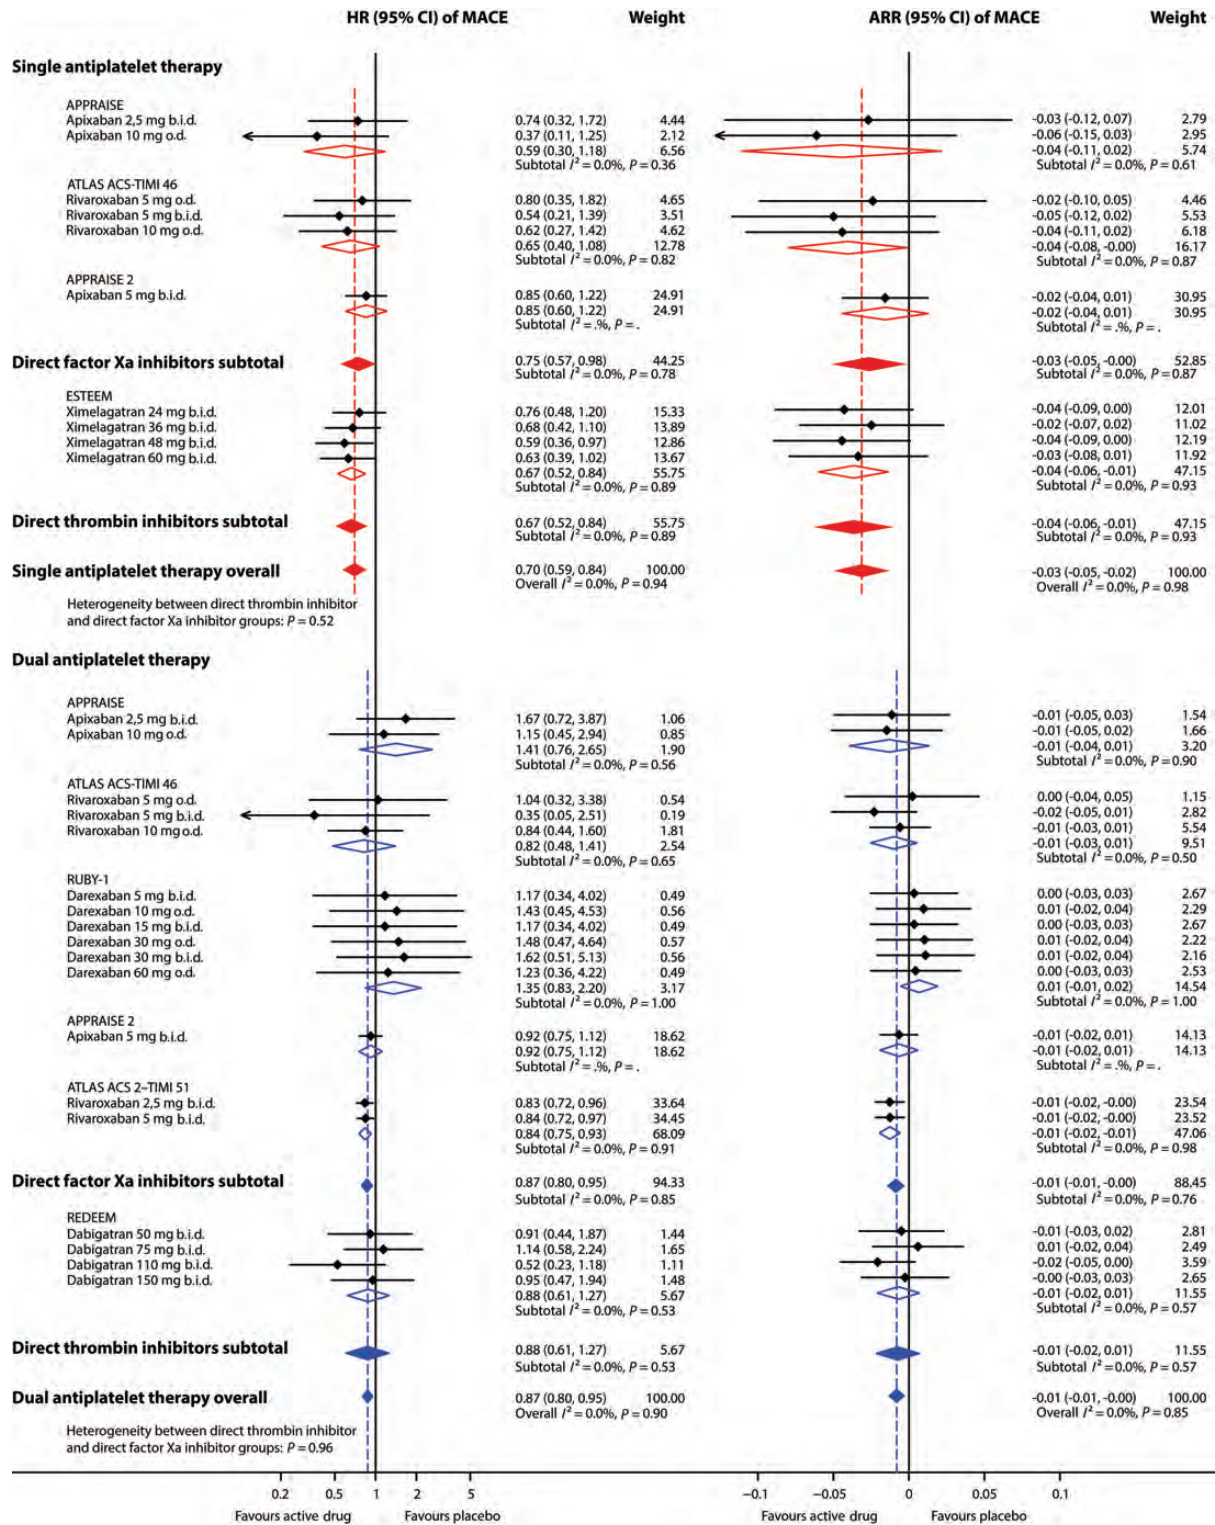 HR (95% CI) of MACE Weight ARR (95% CI) of MACE Weight
Single antiplatelet therapy
APPRAISE
Apixaban 2,5 mg b.i.d. 0.74 (0.32, 1.72) 4.44 -0.03 (-0.12, 0.07) 2.79
Apixaban 10 mg o.d. 0.37 (0.11, 1.25) 2.12 -0.06 (-0.15, 0.03) 2.95
0.59 (0.30, 1.18) 6.56 -0.04 (-0.11, 0.02) 5.74
Subtotal I² = 0.0%, P = 0.36 Subtotal I² = 0.0%, P = 0.61
ATLAS ACS-TIMI 46
Rivaroxaban 5 mg o.d. 0.80 (0.35, 1.82) 4.65 -0.02 (-0.10, 0.05) 4.46
Rivaroxaban 5 mg b.i.d. 0.54 (0.21, 1.39) 3.51 -0.05 (-0.12, 0.02) 5.53
Rivaroxaban 10 mg o.d. 0.62 (0.27, 1.42) 4.62 -0.04 (-0.11, 0.02) 6.18
0.65 (0.40, 1.08) 12.78 -0.04 (-0.08, -0.00) 16.17
Subtotal I² = 0.0%, P = 0.82 Subtotal I² = 0.0%, P = 0.87
APPRAISE 2
Apixaban 5 mg b.i.d. 0.85 (0.60, 1.22) 24.91 -0.02 (-0.04, 0.01) 30.95
0.85 (0.60, 1.22) 24.91 -0.02 (-0.04, 0.01) 30.95
Subtotal I² = .%, P = . Subtotal I² = .%, P = .
Direct factor Xa inhibitors subtotal 0.75 (0.57, 0.98) 44.25 -0.03 (-0.05, -0.00) 52.85
Subtotal I² = 0.0%, P = 0.78 Subtotal I² = 0.0%, P = 0.87
ESTEEM
Ximelagatran 24 mg b.i.d. 0.76 (0.48, 1.20) 15.33 -0.04 (-0.09, 0.00) 12.01
Ximelagatran 36 mg b.i.d. 0.68 (0.42, 1.10) 13.89 -0.02 (-0.07, 0.02) 11.02
Ximelagatran 48 mg b.i.d. 0.59 (0.36, 0.97) 12.86 -0.04 (-0.09, 0.00) 12.19
Ximelagatran 60 mg b.i.d. 0.63 (0.39, 1.02) 13.67 -0.03 (-0.08, 0.01) 11.92
0.67 (0.52, 0.84) 55.75 -0.04 (-0.06, -0.01) 47.15
Subtotal I² = 0.0%, P = 0.89 Subtotal I² = 0.0%, P = 0.93
Direct thrombin inhibitors subtotal 0.67 (0.52, 0.84) 55.75 -0.04 (-0.06, -0.01) 47.15
Subtotal I² = 0.0%, P = 0.89 Subtotal I² = 0.0%, P = 0.93
Single antiplatelet therapy overall 0.70 (0.59, 0.84) 100.00 -0.03 (-0.05, -0.02) 100.00
Overall I² = 0.0%, P = 0.94 Overall I² = 0.0%, P = 0.98
Heterogeneity between direct thrombin inhibitor
and direct factor Xa inhibitor groups: P = 0.52
Dual antiplatelet therapy
APPRAISE
Apixaban 2,5 mg b.i.d. 1.67 (0.72, 3.87) 1.06 -0.01 (-0.05, 0.03) 1.54
Apixaban 10 mg o.d. 1.15 (0.45, 2.94) 0.85 -0.01 (-0.05, 0.02) 1.66
1.41 (0.76, 2.65) 1.90 -0.01 (-0.04, 0.01) 3.20
Subtotal I² = 0.0%, P = 0.56 Subtotal I² = 0.0%, P = 0.90
ATLAS ACS-TIMI 46
Rivaroxaban 5 mg o.d. 1.04 (0.32, 3.38) 0.54 0.00 (-0.04, 0.05) 1.15
Rivaroxaban 5 mg b.i.d. 0.35 (0.05, 2.51) 0.19 -0.02 (-0.05, 0.01) 2.82
Rivaroxaban 10 mg o.d. 0.84 (0.44, 1.60) 1.81 -0.01 (-0.03, 0.01) 5.54
0.82 (0.48, 1.41) 2.54 -0.01 (-0.03, 0.01) 9.51
Subtotal I² = 0.0%, P = 0.65 Subtotal I² = 0.0%, P = 0.50
RUBY-1
Darexaban 5 mg b.i.d. 1.17 (0.34, 4.02) 0.49 0.00 (-0.03, 0.03) 2.67
Darexaban 10 mg o.d. 1.43 (0.45, 4.53) 0.56 0.01 (-0.02, 0.04) 2.29
Darexaban 15 mg b.i.d. 1.17 (0.34, 4.02) 0.49 0.00 (-0.03, 0.03) 2.67
Darexaban 30 mg o.d. 1.48 (0.47, 4.64) 0.57 0.01 (-0.02, 0.04) 2.22
Darexaban 30 mg b.i.d. 1.62 (0.51, 5.13) 0.56 0.01 (-0.02, 0.04) 2.16
Darexaban 60 mg o.d. 1.23 (0.36, 4.22) 0.49 0.00 (-0.03, 0.03) 2.53
1.35 (0.83, 2.20) 3.17 0.01 (-0.01, 0.02) 14.54
Subtotal I² = 0.0%, P = 1.00 Subtotal I² = 0.0%, P = 1.00
APPRAISE 2
Apixaban 5 mg b.i.d. 0.92 (0.75, 1.12) 18.62 -0.01 (-0.02, 0.01) 14.13
0.92 (0.75, 1.12) 18.62 -0.01 (-0.02, 0.01) 14.13
Subtotal I² = .%, P = . Subtotal I² = .%, P = .
ATLAS ACS 2–TIMI 51
Rivaroxaban 2,5 mg b.i.d. 0.83 (0.72, 0.96) 33.64 -0.01 (-0.02, -0.00) 23.54
Rivaroxaban 5 mg b.i.d. 0.84 (0.72, 0.97) 34.45 -0.01 (-0.02, -0.00) 23.52
0.84 (0.75, 0.93) 68.09 -0.01 (-0.02, -0.01) 47.06
Subtotal I² = 0.0%, P = 0.91 Subtotal I² = 0.0%, P = 0.98
Direct factor Xa inhibitors subtotal 0.87 (0.80, 0.95) 94.33 -0.01 (-0.01, -0.00) 88.45
Subtotal I² = 0.0%, P = 0.85 Subtotal I² = 0.0%, P = 0.76
REDEEM
Dabigatran 50 mg b.i.d. 0.91 (0.44, 1.87) 1.44 -0.01 (-0.03, 0.02) 2.81
Dabigatran 75 mg b.i.d. 1.14 (0.58, 2.24) 1.65 0.01 (-0.02, 0.04) 2.49
Dabigatran 110 mg b.i.d. 0.52 (0.23, 1.18) 1.11 -0.02 (-0.05, 0.00) 3.59
Dabigatran 150 mg b.i.d. 0.95 (0.47, 1.94) 1.48 -0.00 (-0.03, 0.03) 2.65
0.88 (0.61, 1.27) 5.67 -0.01 (-0.02, 0.01) 11.55
Subtotal I² = 0.0%, P = 0.53 Subtotal I² = 0.0%, P = 0.57
Direct thrombin inhibitors subtotal 0.88 (0.61, 1.27) 5.67 -0.01 (-0.02, 0.01) 11.55
Subtotal I² = 0.0%, P = 0.53 Subtotal I² = 0.0%, P = 0.57
Dual antiplatelet therapy overall 0.87 (0.80, 0.95) 100.00 -0.01 (-0.01, -0.00) 100.00
Overall I² = 0.0%, P = 0.90 Overall I² = 0.0%, P = 0.85
Heterogeneity between direct thrombin inhibitor
and direct factor Xa inhibitor groups: P = 0.96
0.2 0.5 1 2 5 −0.1 −0.05 0 0.05 0.1
Favours active drug Favours placebo Favours active drug Favours placebo